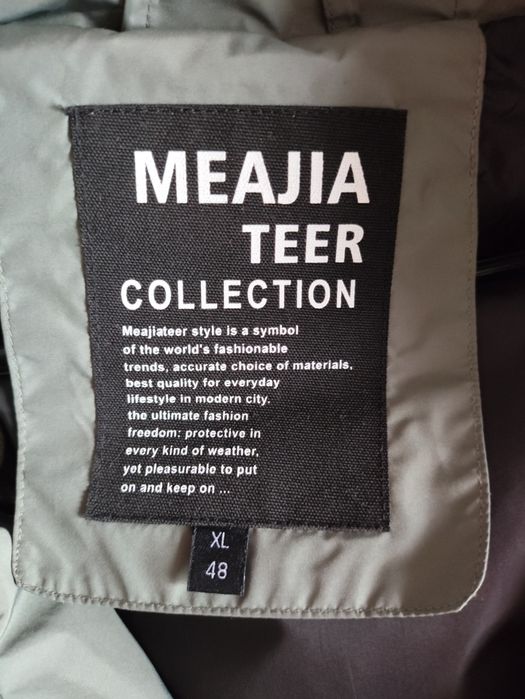 MEAJIA
TEER
COLLECTION
Meajiateer style is a symbol
of the world's fashionable
trends, accurate choice of materials,
best quality for everyday
lifestyle in modern city,
the ultimate fashion
freedom: protective in
every kind of weather,
yet pleasurable to put
on and keep on ...
XL
48